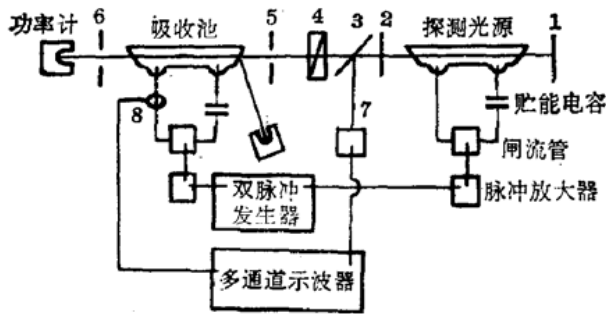 功率计
6
吸收池
5
4
3
2
探测光源
1
8
7
贮能电容
闸流管
双脉冲
发生器
脉冲放大器
多通道示波器